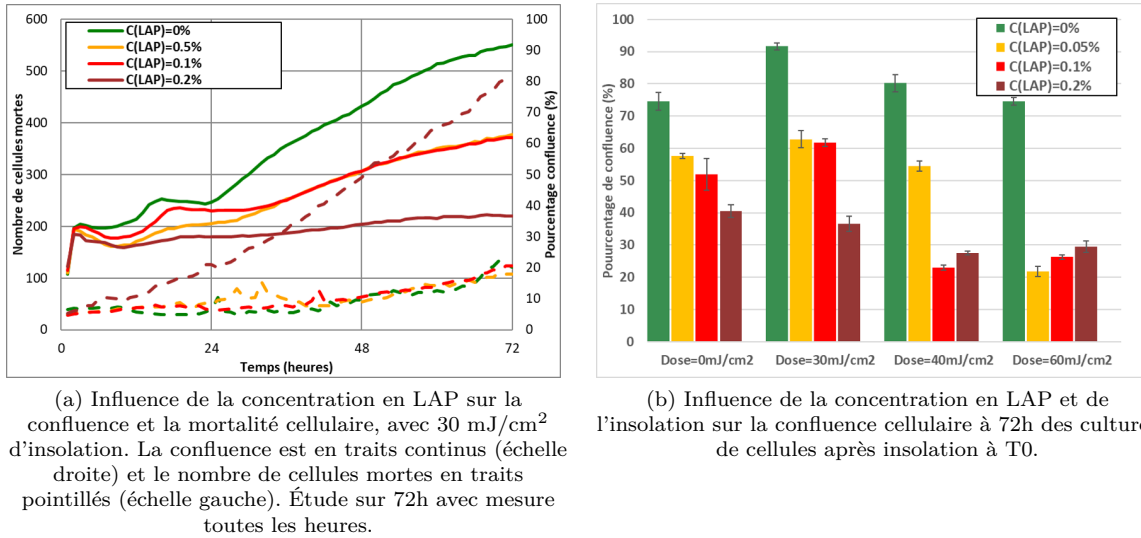 600
500
400
300
200
100
0
Nombre de cellules mortes
C(LAP)=0%
C(LAP)=0.5%
C(LAP)=0.1%
C(LAP)=0.2%
100
90
80
70
60
50
40
30
20
10
0
Pourcentage confluence (%)
0
24
48
72
Temps (heures)
(a) Influence de la concentration en LAP sur la
confluence et la mortalité cellulaire, avec 30 mJ/cm²
d'insolation. La confluence est en traits continus (échelle
droite) et le nombre de cellules mortes en traits
pointillés (échelle gauche). Étude sur 72h avec mesure
toutes les heures.
100
90
80
70
60
50
40
30
20
10
0
Pouurcentage de confluence (%)
C(LAP)=0%
C(LAP)=0.05%
C(LAP)=0.1%
C(LAP)=0.2%
Dose=0mJ/cm2
Dose=30mJ/cm2
Dose=40mJ/cm2
Dose=60mJ/cm2
(b) Influence de la concentration en LAP et de
l'insolation sur la confluence cellulaire à 72h des culture
de cellules après insolation à T0.